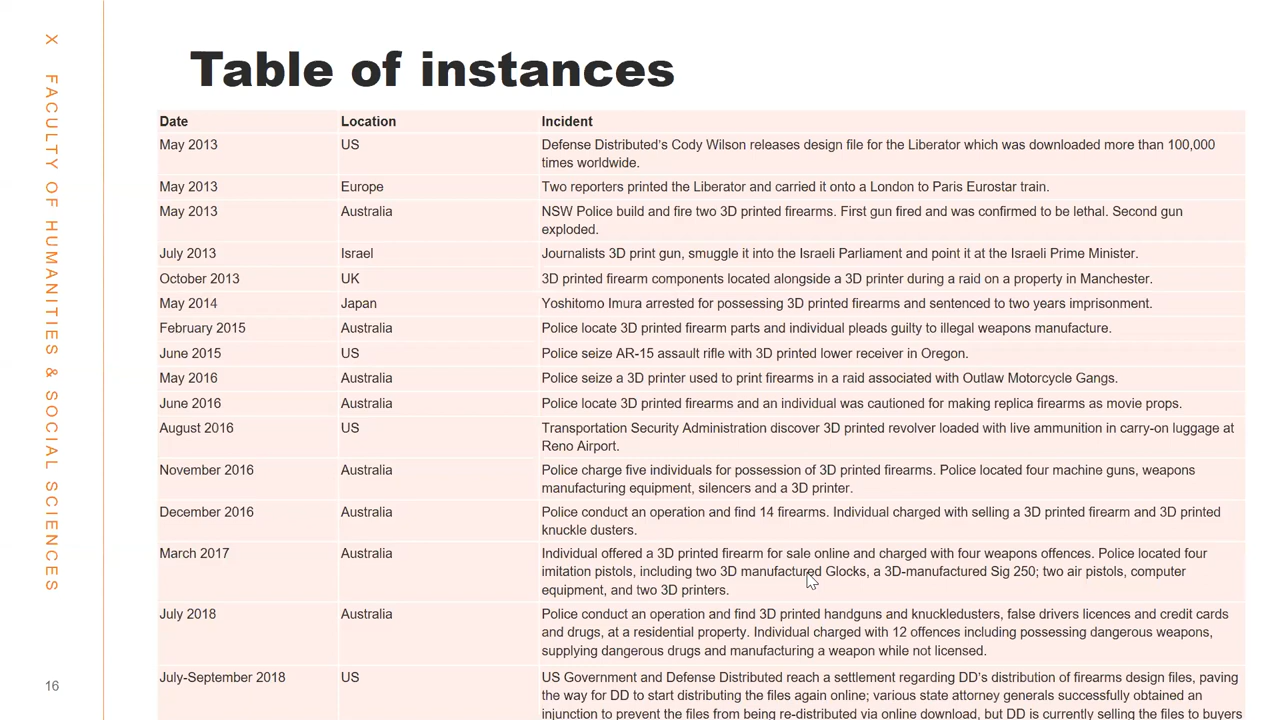 X FACULTY OF HUMANITIES & SOCIAL SCIENCES
Table of instances
Date Location Incident
May 2013 US Defense Distributed's Cody Wilson releases design file for the Liberator which was downloaded more than 100,000
times worldwide.
May 2013 Europe Two reporters printed the Liberator and carried it onto a London to Paris Eurostar train.
May 2013 Australia NSW Police build and fire two 3D printed firearms. First gun fired and was confirmed to be lethal. Second gun
exploded.
July 2013 Israel Journalists 3D print gun, smuggle it into the Israeli Parliament and point it at the Israeli Prime Minister.
October 2013 UK 3D printed firearm components located alongside a 3D printer during a raid on a property in Manchester.
May 2014 Japan Yoshitomo Imura arrested for possessing 3D printed firearms and sentenced to two years imprisonment.
February 2015 Australia Police locate 3D printed firearm parts and individual pleads guilty to illegal weapons manufacture.
June 2015 US Police seize AR-15 assault rifle with 3D printed lower receiver in Oregon.
May 2016 Australia Police seize a 3D printer used to print firearms in a raid associated with Outlaw Motorcycle Gangs.
June 2016 Australia Police locate 3D printed firearms and an individual was cautioned for making replica firearms as movie props.
August 2016 US Transportation Security Administration discover 3D printed revolver loaded with live ammunition in carry-on luggage at
Reno Airport.
November 2016 Australia Police charge five individuals for possession of 3D printed firearms. Police located four machine guns, weapons
manufacturing equipment, silencers and a 3D printer.
December 2016 Australia Police conduct an operation and find 14 firearms. Individual charged with selling a 3D printed firearm and 3D printed
knuckle dusters.
March 2017 Australia Individual offered a 3D printed firearm for sale online and charged with four weapons offences. Police located four
imitation pistols, including two 3D manufactured Glocks, a 3D-manufactured Sig 250; two air pistols, computer
equipment, and two 3D printers.
July 2018 Australia Police conduct an operation and find 3D printed handguns and knuckledusters, false drivers licences and credit cards
and drugs, at a residential property. Individual charged with 12 offences including possessing dangerous weapons,
supplying dangerous drugs and manufacturing a weapon while not licensed.
July-September 2018 US US Government and Defense Distributed reach a settlement regarding DD's distribution of firearms design files, paving
the way for DD to start distributing the files again online; various state attorney generals successfully obtained an
injunction to prevent the files from being re-distributed via online download, but DD is currently selling the files to buyers
16